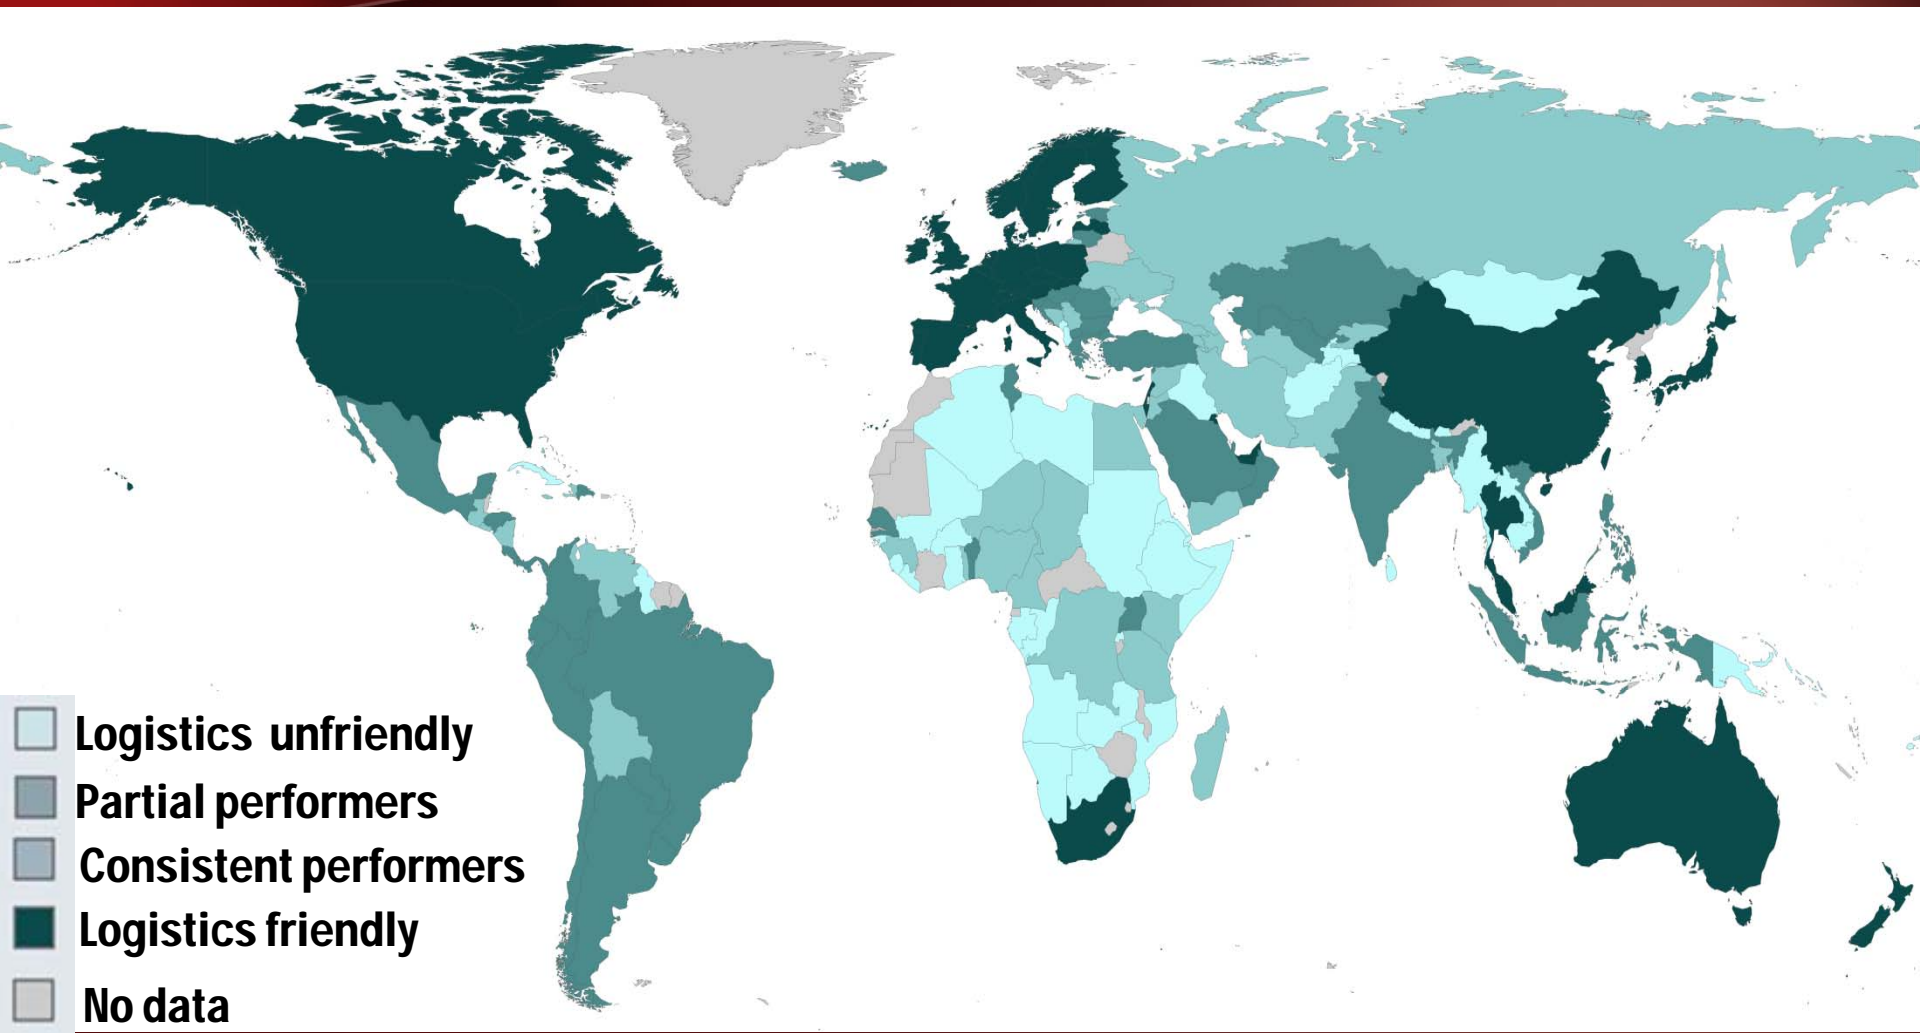 Logistics unfriendly
Partial performers
Consistent performers
Logistics friendly
No data